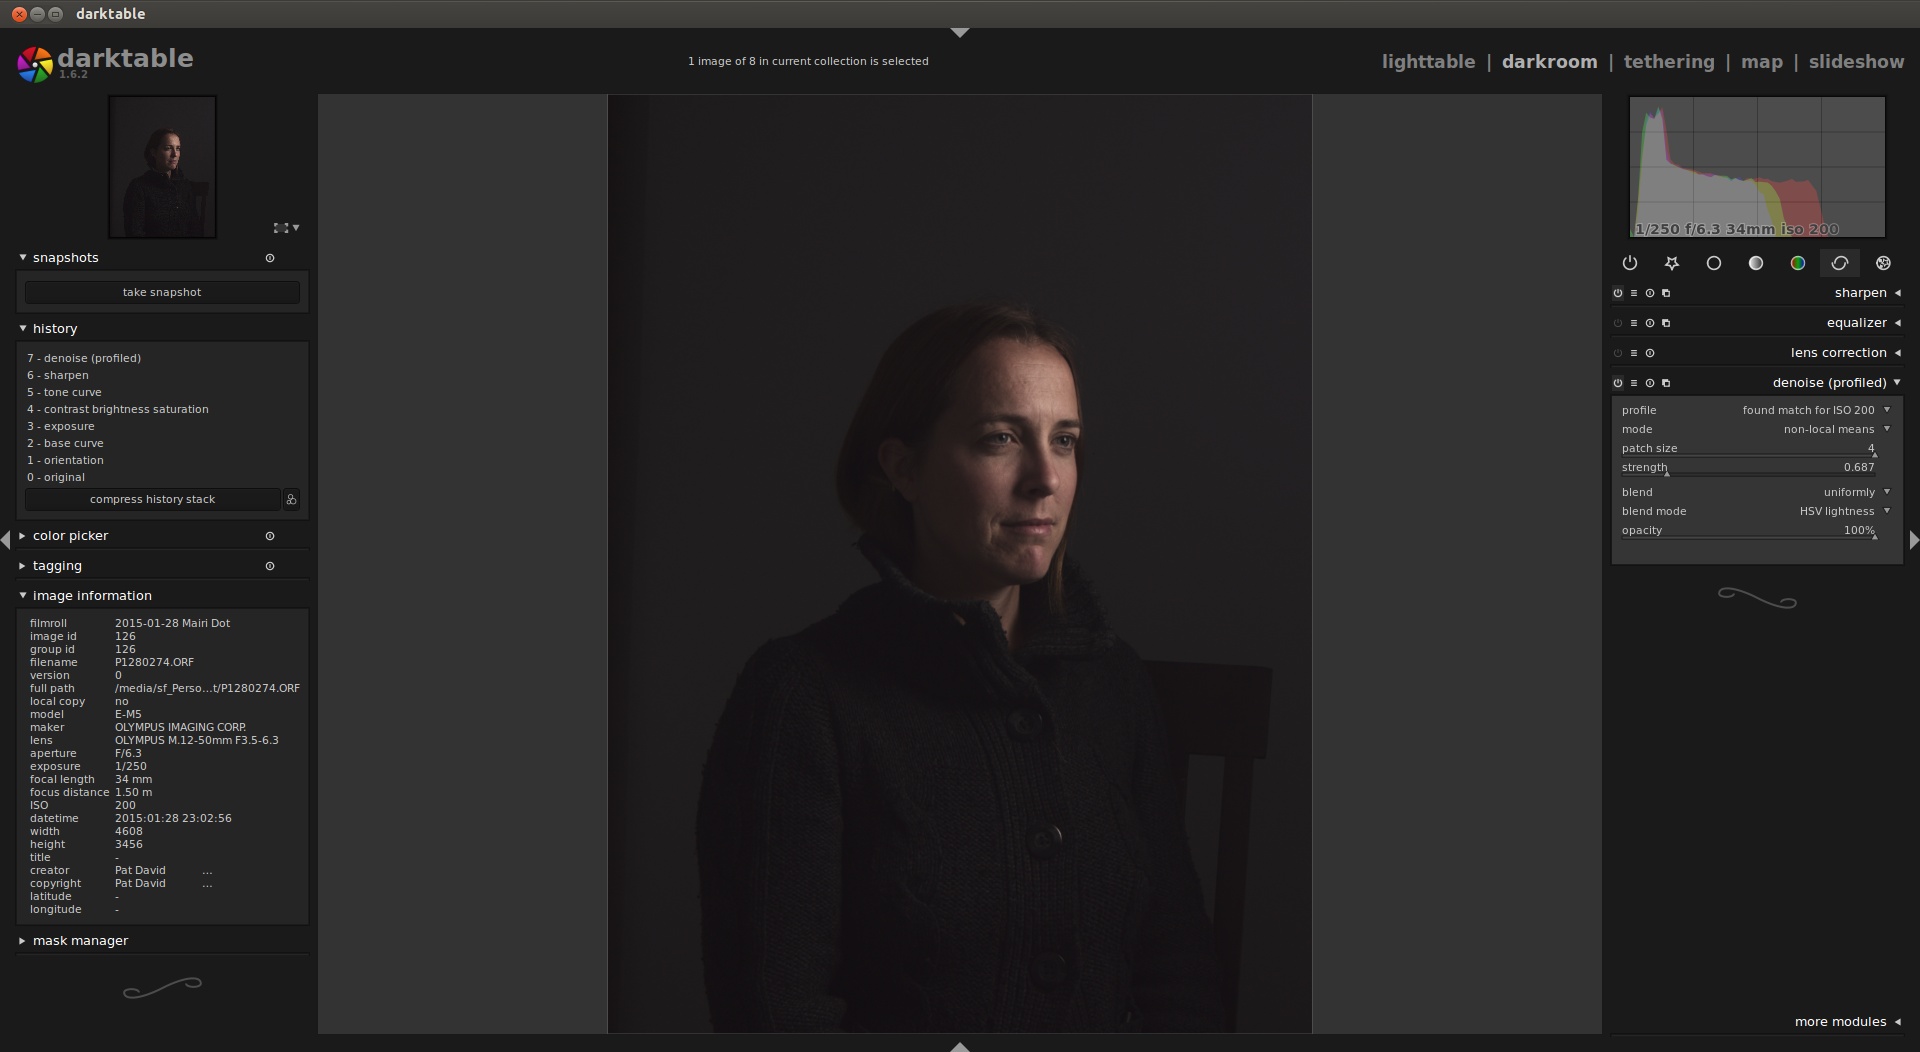 darktable
darktable
1.6.2
1 image of 8 in current collection is selected
lighttable | darkroom | tethering | map | slideshow
snapshots
take snapshot
history
7 - denoise (profiled)
6 - sharpen
5 - tone curve
4 - contrast brightness saturation
3 - exposure
2 - base curve
1 - orientation
0 - original
compress history stack
color picker
tagging
image information
filmroll 2015-01-28 Mairi Dot
image id 126
group id 126
filename P1280274.ORF
version 0
full path /media/sf_Perso...t/P1280274.ORF
local copy no
model E-M5
maker OLYMPUS IMAGING CORP.
lens OLYMPUS M.12-50mm F3.5-6.3
aperture F/6.3
exposure 1/250
focal length 34 mm
focus distance 1.50 m
ISO 200
datetime 2015:01:28 23:02:56
width 4608
height 3456
title -
creator Pat David ...
copyright Pat David ...
latitude -
longitude -
mask manager
1/250 f/6.3 34mm iso 200
sharpen
equalizer
lens correction
denoise (profiled)
profile found match for ISO 200
mode non-local means
patch size 4
strength 0.687
blend uniformly
blend mode HSV lightness
opacity 100%
more modules